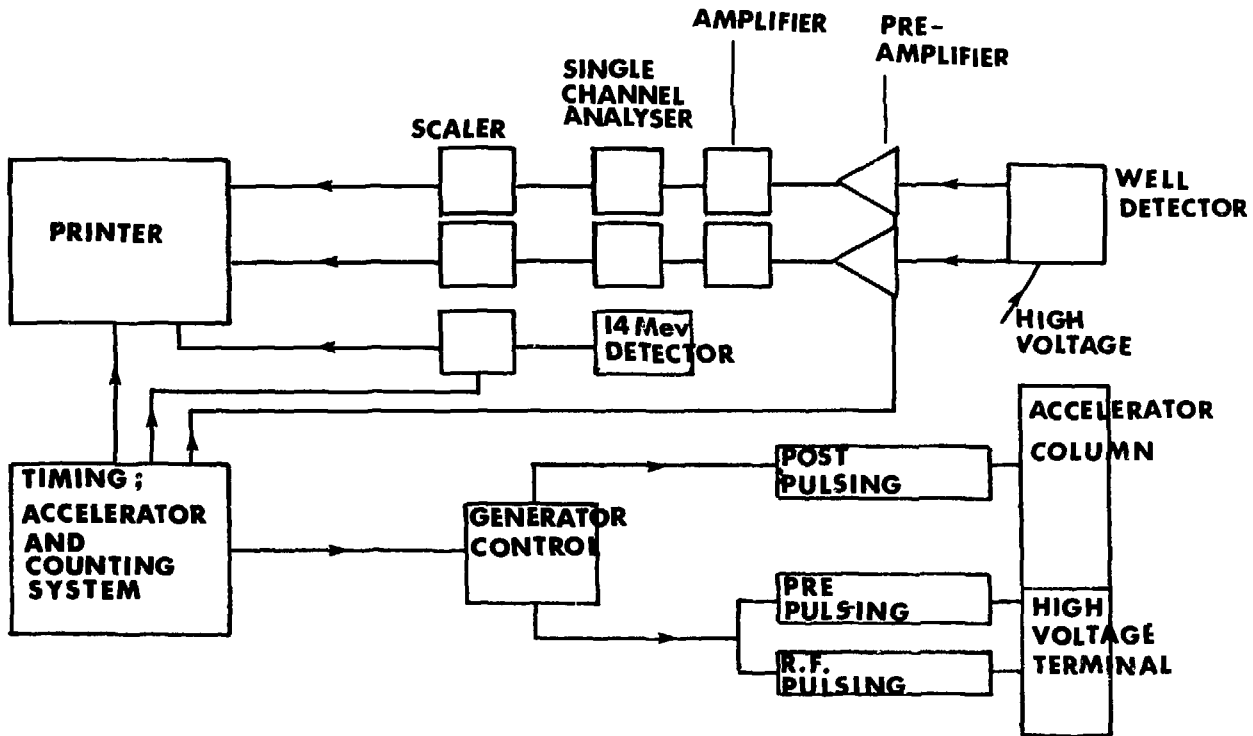 AMPLIFIER
PRE-
AMPLIFIER
SINGLE
CHANNEL
ANALYSER
SCALER
PRINTER
WELL
DETECTOR
14 Mev
DETECTOR
HIGH
VOLTAGE
TIMING;
ACCELERATOR
AND
COUNTING
SYSTEM
GENERATOR
CONTROL
POST
PULSING
PRE
PULSING
R.F.
PULSING
ACCELERATOR
COLUMN
HIGH
VOLTAGE
TERMINAL